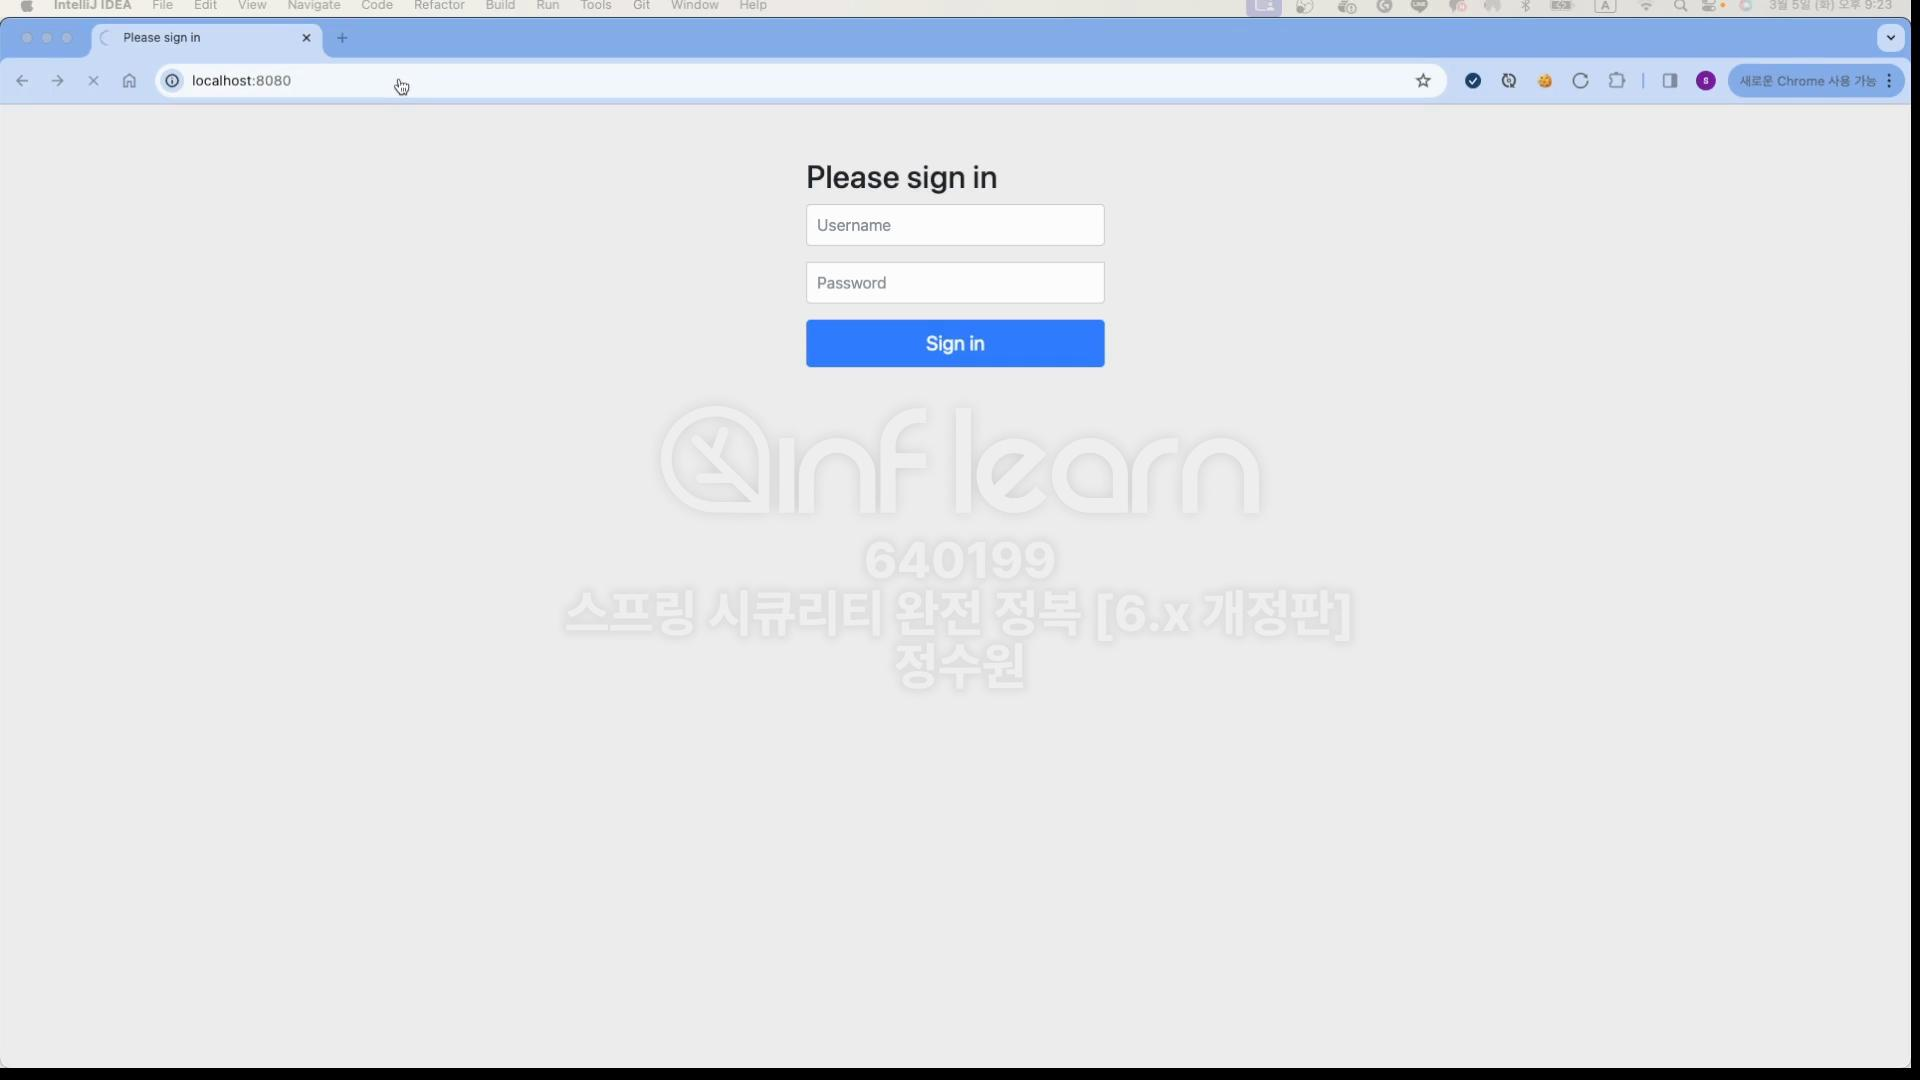 IntelliJ IDEA File Edit View Navigate Code Refactor Build Run Tools Git Window Help A 3월 5일 (화) 오후 9:23
Please sign in
localhost:8080
s
새로운 Chrome 사용 가능
Please sign in
Username
Password
Sign in
inflearn
640199
스프링 시큐리티 완전 정복 [6.x 개정판]
정수원